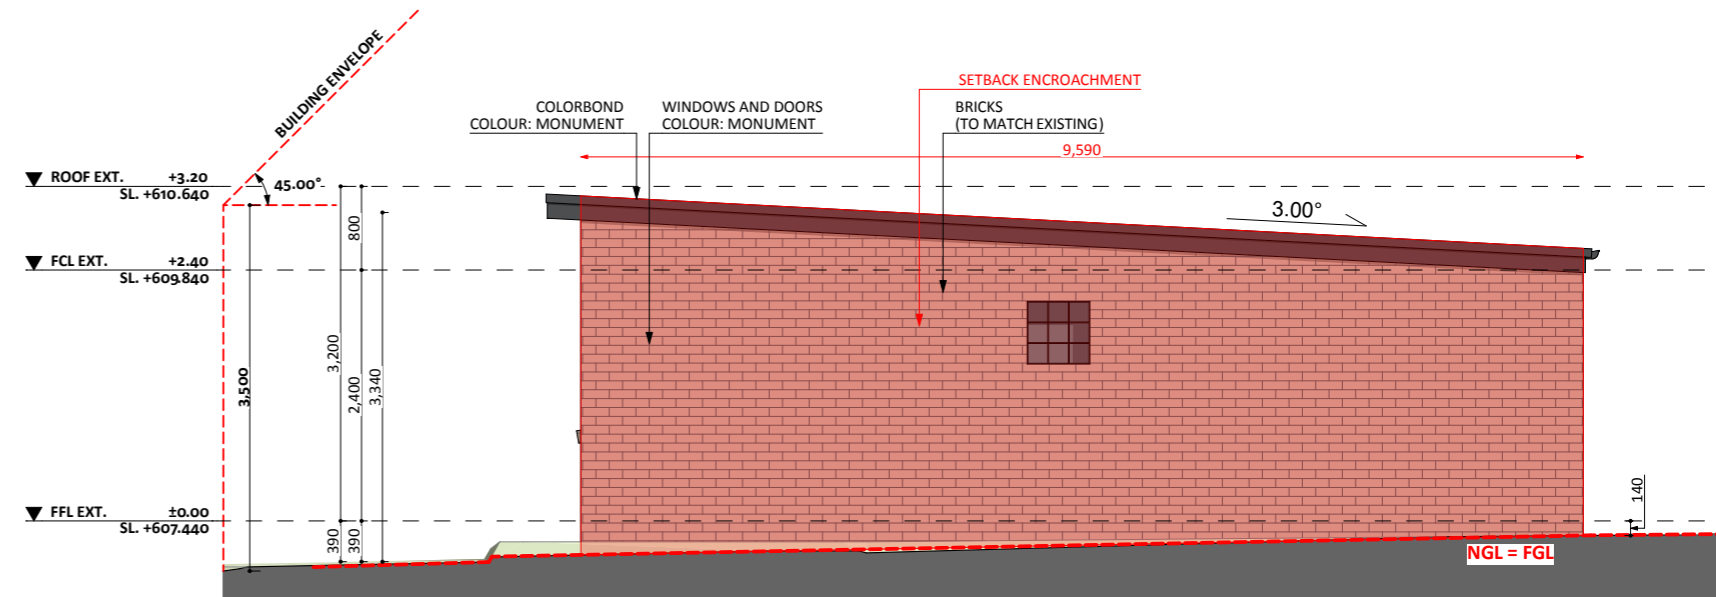 BUILDING ENVELOPE
SETBACK ENCROACHMENT
COLORBOND
COLOUR: MONUMENT
WINDOWS AND DOORS
COLOUR: MONUMENT
BRICKS
(TO MATCH EXISTING)
9,590
ROOF EXT. +3.20
SL. +610.640
45.00°
800
3.00°
FCL EXT. +2.40
SL. +609.840
3,500
3,200
2,400
3,340
140
FFL EXT. ±0.00
SL. +607.440
390
390
NGL = FGL